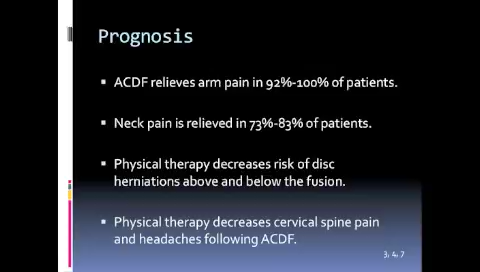 Prognosis
ACDF relieves arm pain in 92%-100% of patients.
Neck pain is relieved in 73%-83% of patients.
Physical therapy decreases risk of disc
herniations above and below the fusion.
Physical therapy decreases cervical spine pain
and headaches following ACDF.
3, 4, 7